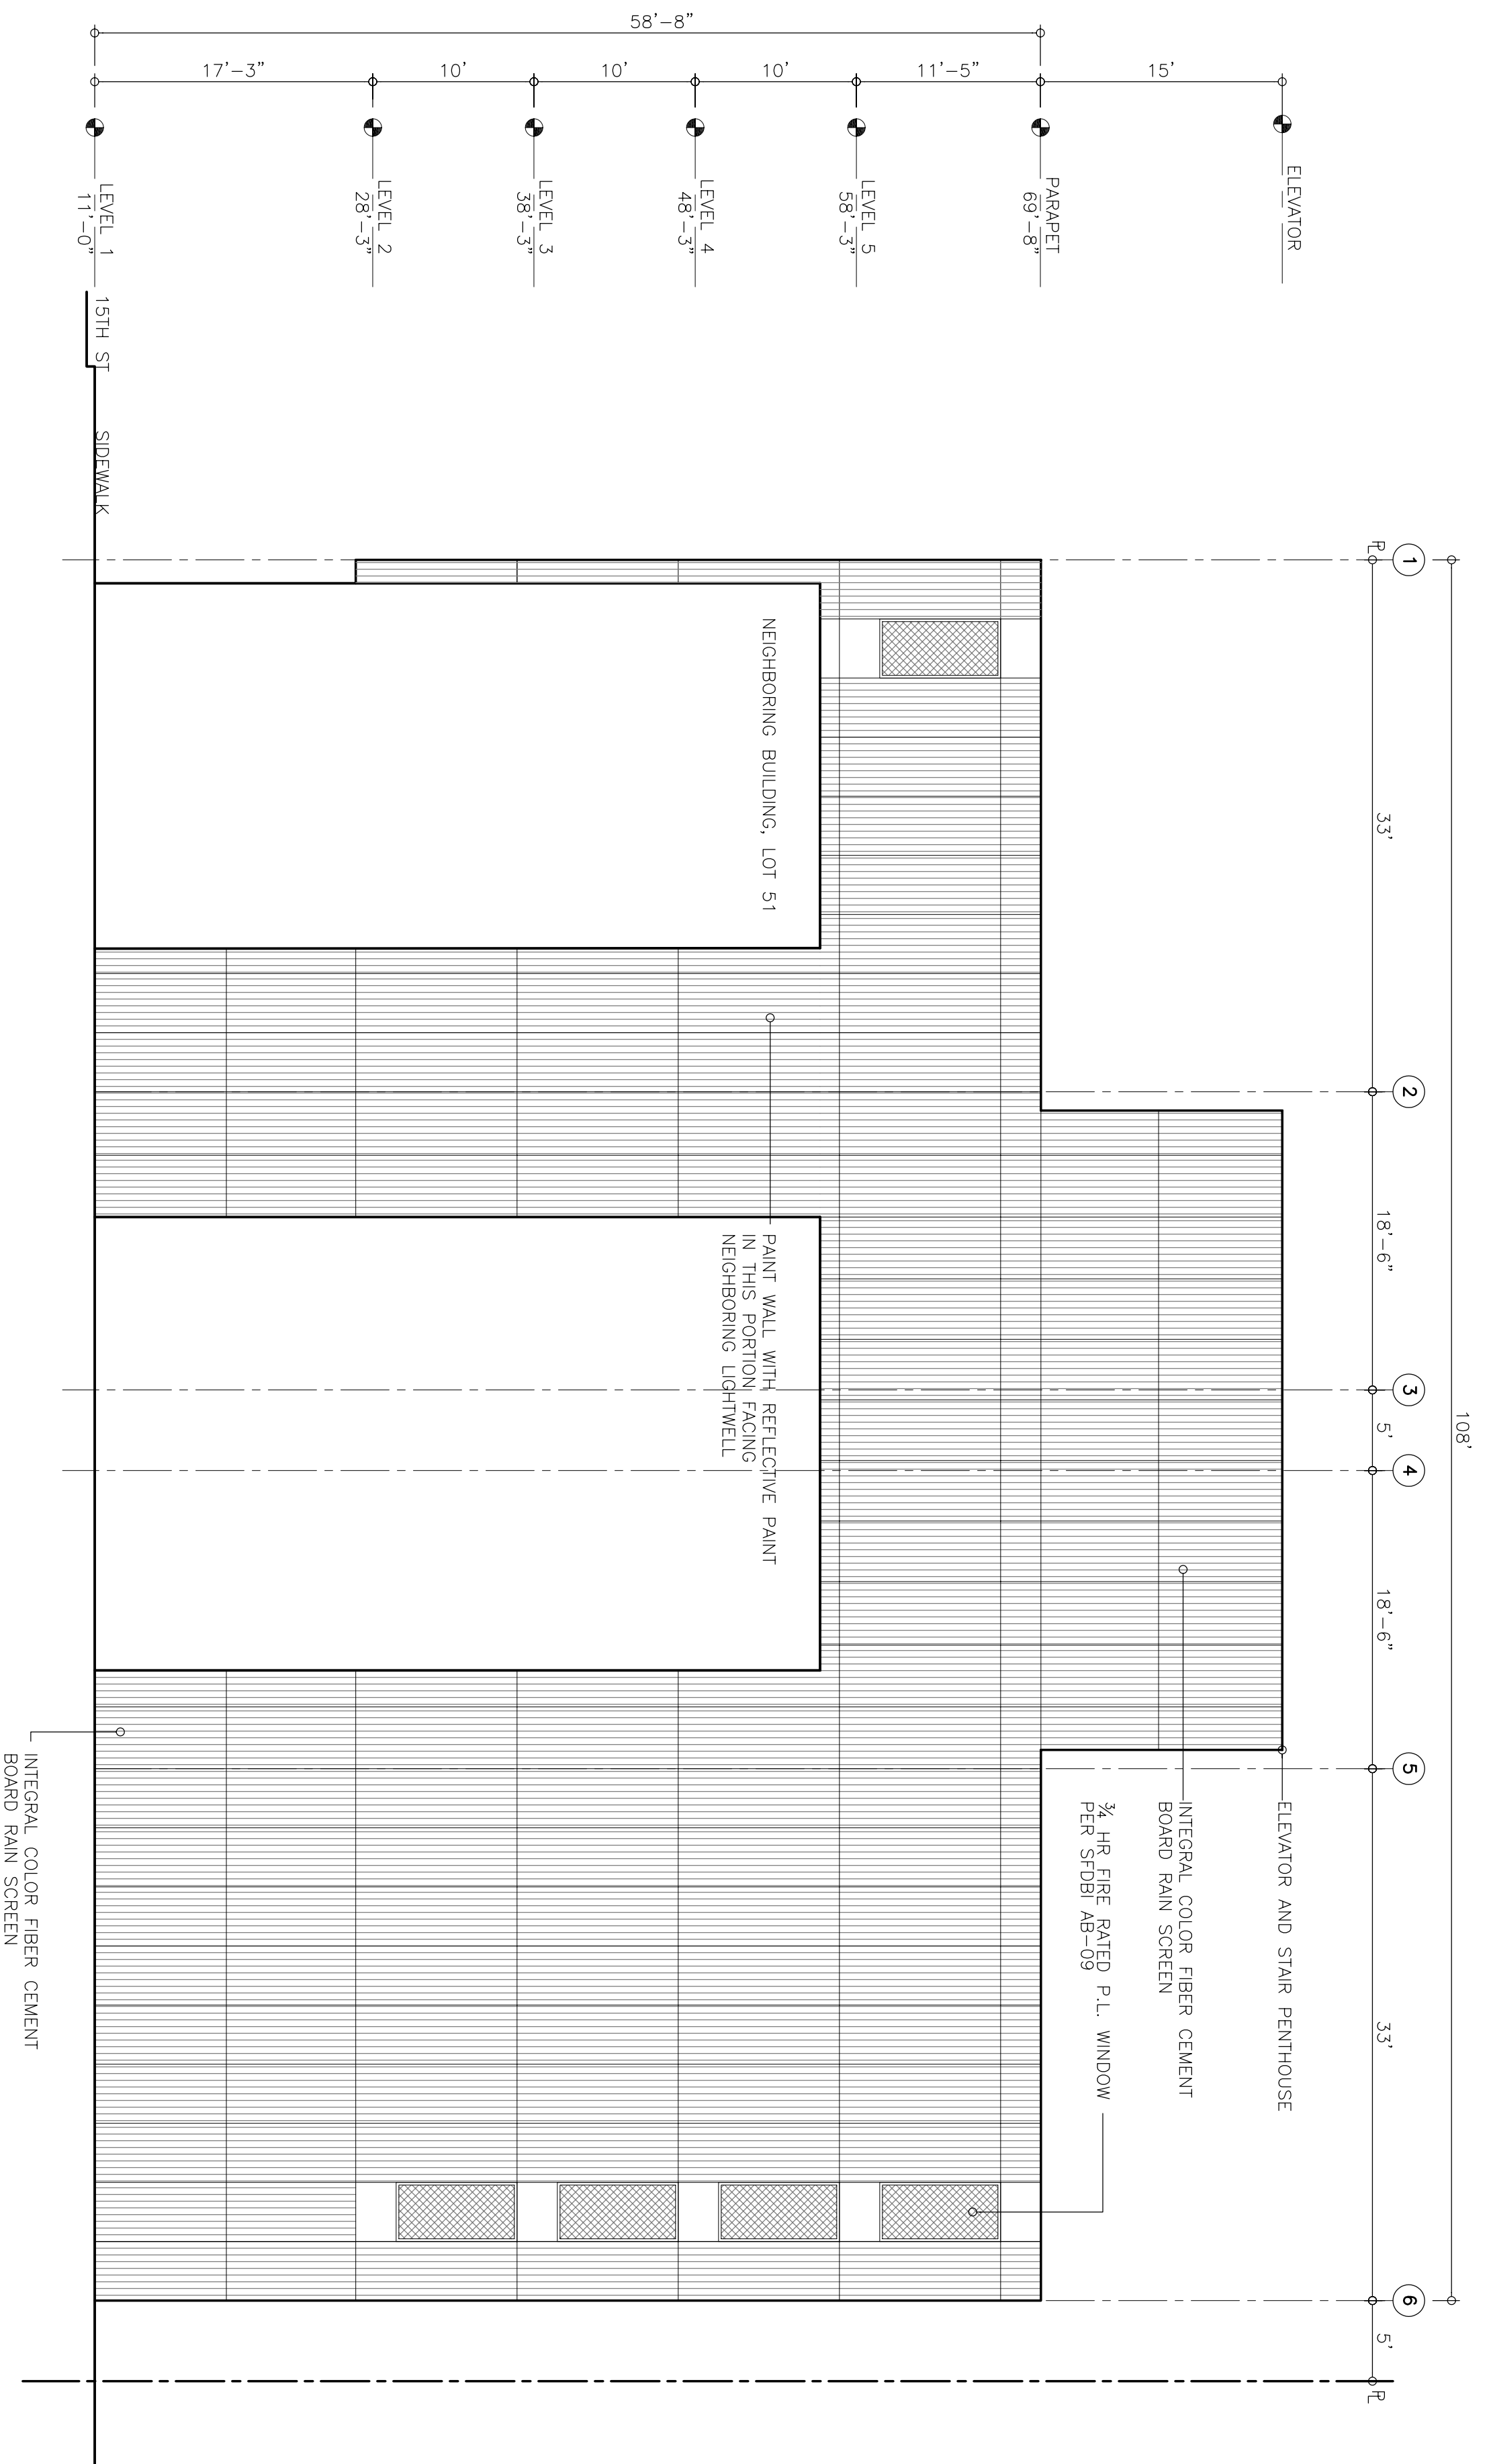 108'
1
2
3
4
5
6
PL
33'
18'-6"
5'
18'-6"
33'
5'
PL
ELEVATOR
15'
PARAPET
69'-8"
11'-5"
LEVEL 5
58'-3"
10'
LEVEL 4
48'-3"
10'
LEVEL 3
38'-3"
10'
LEVEL 2
28'-3"
17'-3"
LEVEL 1
11'-0"
58'-8"
15TH ST
SIDEWALK
NEIGHBORING BUILDING, LOT 51
PAINT WALL WITH REFLECTIVE PAINT
IN THIS PORTION FACING
NEIGHBORING LIGHTWELL
ELEVATOR AND STAIR PENTHOUSE
INTEGRAL COLOR FIBER CEMENT
BOARD RAIN SCREEN
¾ HR FIRE RATED P.L. WINDOW
PER SFDBI AB-09
INTEGRAL COLOR FIBER CEMENT
BOARD RAIN SCREEN